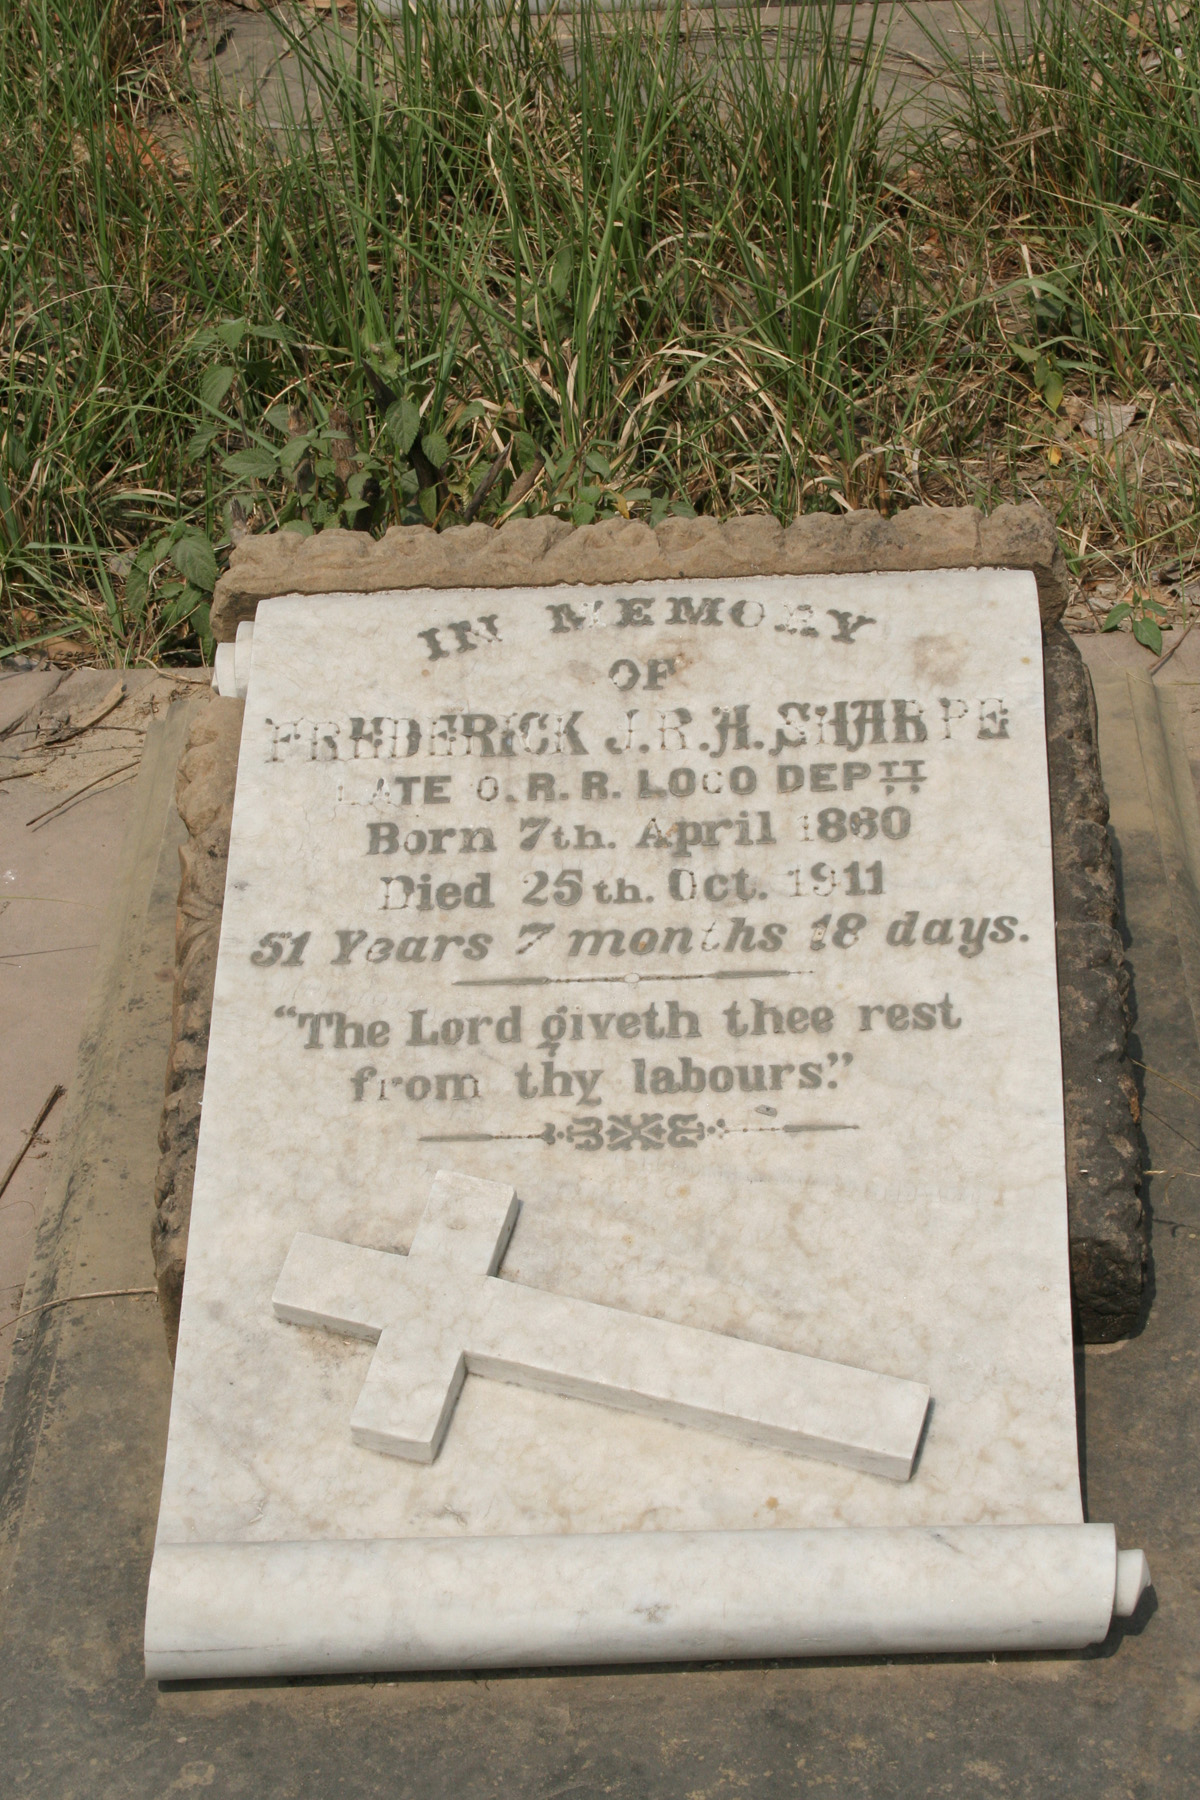 IN MEMORY
OF
FREDERICK J.R.A. SHARPE
LATE O.R.R. LOCO DEPTT
Born 7th. April 1860
Died 25th. Oct. 1911
51 Years 7 months 18 days.
“The Lord giveth thee rest
from thy labours.”